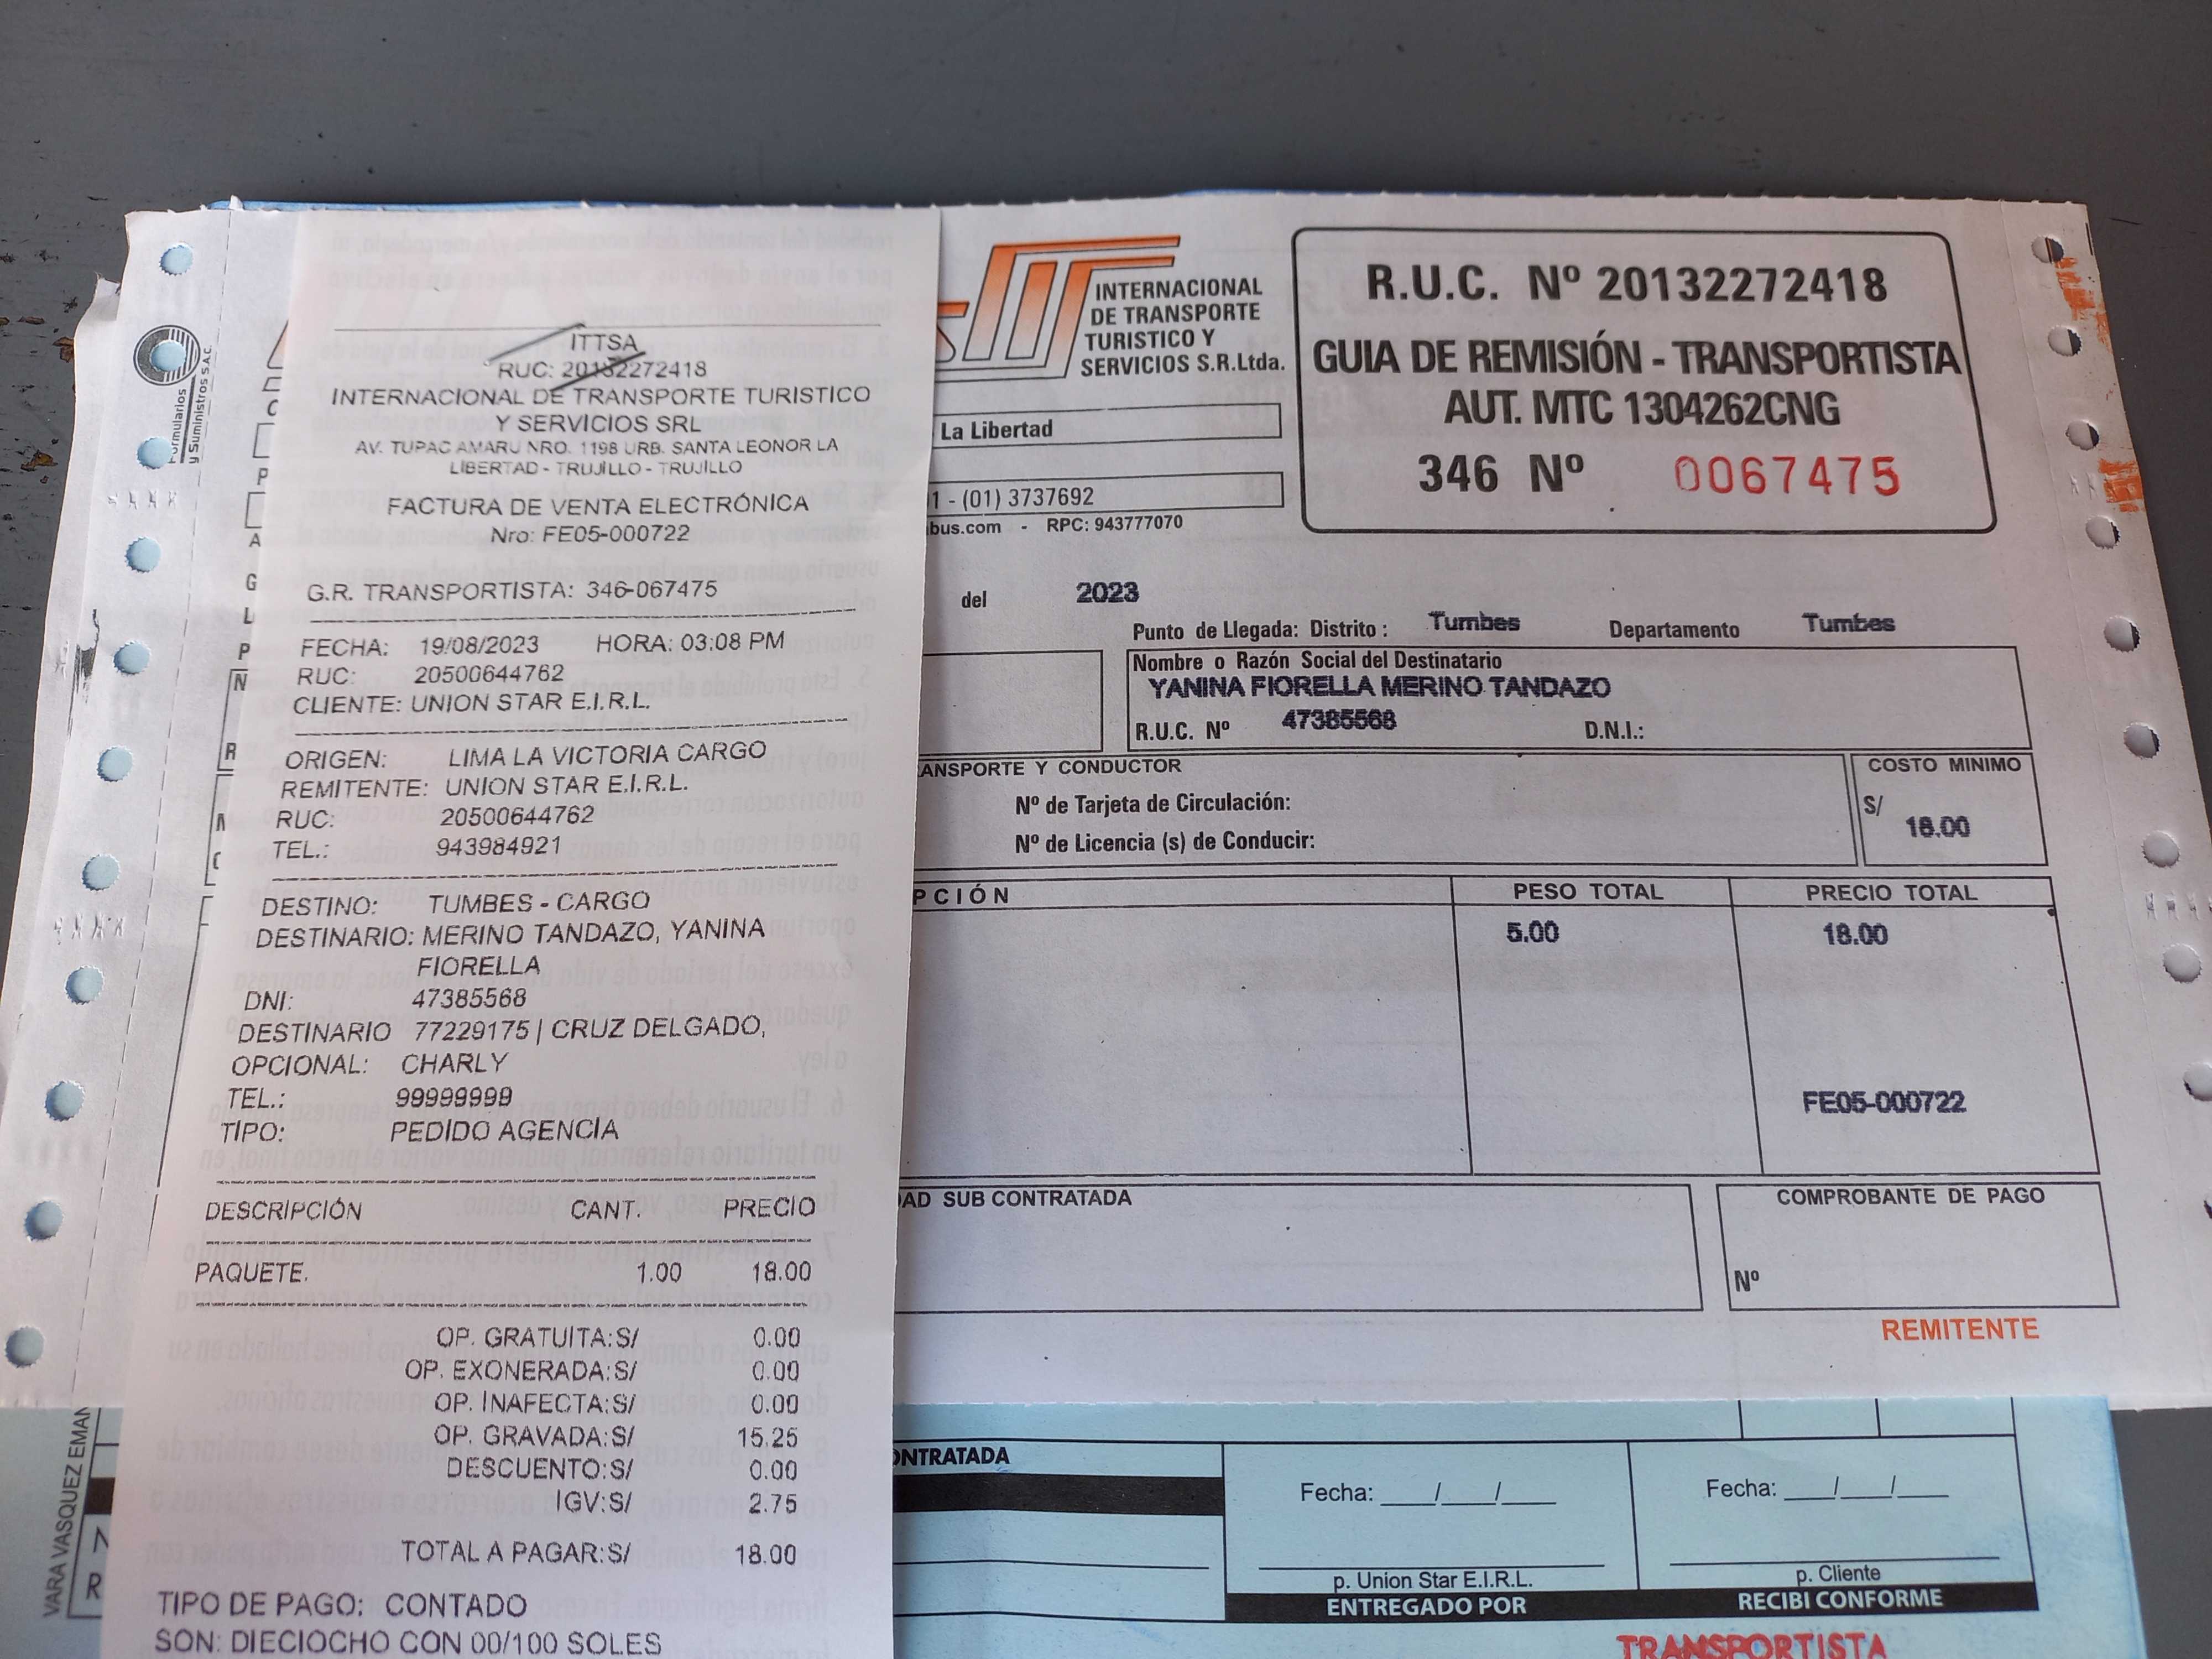 ITTSA
RUC: 20132272418
INTERNACIONAL DE TRANSPORTE TURISTICO
Y SERVICIOS SRL
AV. TUPAC AMARU NRO. 1198 URB. SANTA LEONOR LA
LIBERTAD - TRUJILLO - TRUJILLO
FACTURA DE VENTA ELECTRÓNICA
Nro: FE05-000722
G.R. TRANSPORTISTA: 346-067475
FECHA: 19/08/2023 HORA: 03:08 PM
RUC: 20500644762
CLIENTE: UNION STAR E.I.R.L.
ORIGEN: LIMA LA VICTORIA CARGO
REMITENTE: UNION STAR E.I.R.L.
RUC: 20500644762
TEL.: 943984921
DESTINO: TUMBES - CARGO
DESTINARIO: MERINO TANDAZO, YANINA
FIORELLA
DNI: 47385568
DESTINARIO 77229175 | CRUZ DELGADO,
OPCIONAL: CHARLY
TEL.: 99999999
TIPO: PEDIDO AGENCIA
DESCRIPCIÓN CANT. PRECIO
PAQUETE. 1.00 18.00
OP. GRATUITA:S/ 0.00
OP. EXONERADA:S/ 0.00
OP. INAFECTA:S/ 0.00
OP. GRAVADA:S/ 15.25
DESCUENTO:S/ 0.00
IGV:S/ 2.75
TOTAL A PAGAR:S/ 18.00
TIPO DE PAGO: CONTADO
SON: DIECIOCHO CON 00/100 SOLES
Formularios
y Suministros S.A.C.
INTERNACIONAL
DE TRANSPORTE
TURISTICO Y
SERVICIOS S.R.Ltda.
La Libertad
1 - (01) 3737692
bus.com - RPC: 943777070
R.U.C. Nº 20132272418
GUIA DE REMISIÓN - TRANSPORTISTA
AUT. MTC 1304262CNG
346 Nº 0067475
del 2023
Punto de Llegada: Distrito : Tumbes Departamento Tumbes
Nombre o Razón Social del Destinatario
YANINA FIORELLA MERINO TANDAZO
R.U.C. Nº 47385568 D.N.I.:
ANSPORTE Y CONDUCTOR
Nº de Tarjeta de Circulación:
Nº de Licencia (s) de Conducir:
COSTO MINIMO
S/ 18.00
PCIÓN PESO TOTAL PRECIO TOTAL
5.00 18.00
FE05-000722
AD SUB CONTRATADA
COMPROBANTE DE PAGO
Nº
REMITENTE
VARA VASQUEZ EMAN
ONTRATADA
Fecha: ___/___/___
p. Union Star E.I.R.L.
ENTREGADO POR
Fecha: ___/___/___
p. Cliente
RECIBI CONFORME
TRANSPORTISTA